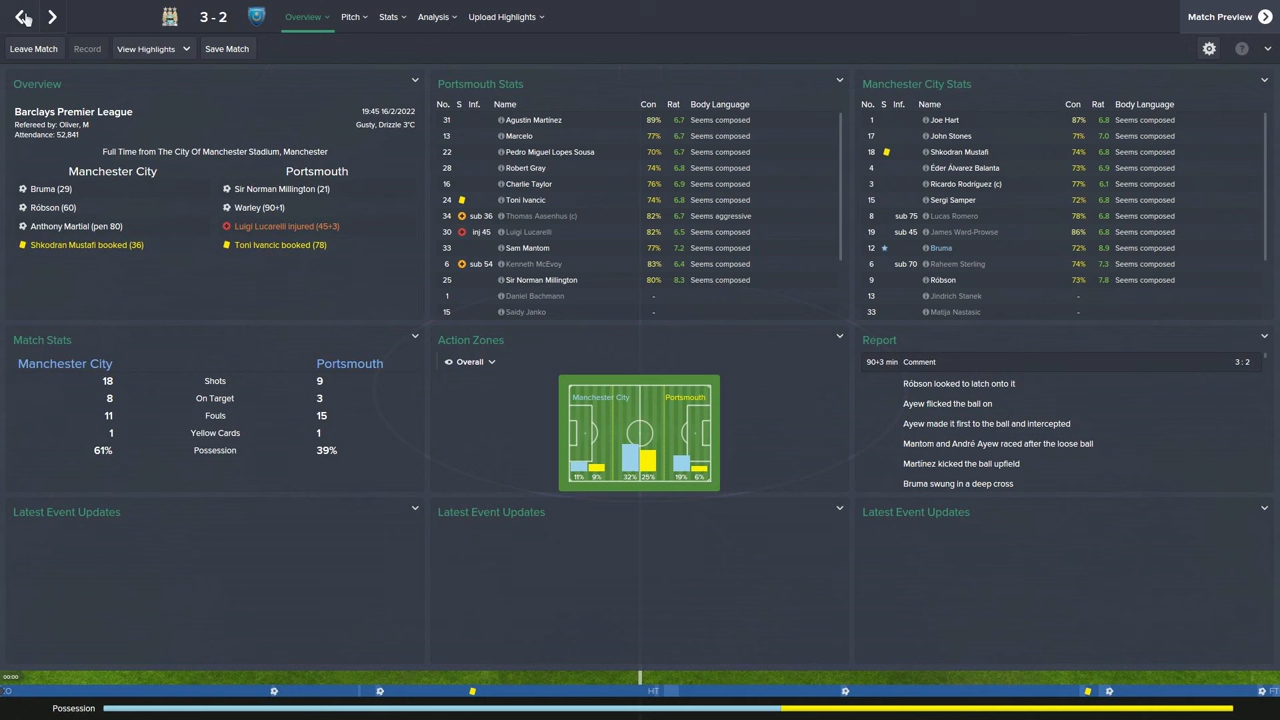 3 - 2
Overview
Pitch
Stats
Analysis
Upload Highlights
Match Preview
Leave Match
Record
View Highlights
Save Match
?
Overview
Barclays Premier League
19:45 16/2/2022
Refereed by: Oliver, M
Gusty, Drizzle 3°C
Attendance: 52,841
Full Time from The City Of Manchester Stadium, Manchester
Manchester City
Portsmouth
Bruma (29)
Sir Norman Millington (21)
Róbson (60)
Warley (90+1)
Anthony Martial (pen 80)
Luigi Lucarelli injured (45+3)
Shkodran Mustafi booked (36)
Toni Ivancic booked (78)
Portsmouth Stats
No. S Inf. Name Con Rat Body Language
31 Agustín Martínez 89% 6.7 Seems composed
13 Marcelo 77% 6.7 Seems composed
22 Pedro Miguel Lopes Sousa 70% 6.7 Seems composed
28 Robert Gray 74% 6.8 Seems composed
16 Charlie Taylor 76% 6.9 Seems composed
24 Toni Ivancic 74% 6.8 Seems composed
34 sub 36 Thomas Aasenhus (c) 82% 6.7 Seems aggressive
30 inj 45 Luigi Lucarelli 82% 6.5 Seems composed
33 Sam Mantom 77% 7.2 Seems composed
6 sub 54 Kenneth McEvoy 83% 6.4 Seems composed
25 Sir Norman Millington 80% 8.3 Seems composed
1 Daniel Bachmann -
15 Saidy Janko -
Manchester City Stats
No. S Inf. Name Con Rat Body Language
1 Joe Hart 87% 6.8 Seems composed
17 John Stones 71% 7.0 Seems composed
18 Shkodran Mustafi 74% 6.8 Seems composed
4 Éder Álvarez Balanta 73% 6.9 Seems composed
3 Ricardo Rodríguez (c) 77% 6.1 Seems composed
15 Sergi Samper 72% 6.8 Seems composed
8 sub 75 Lucas Romero 78% 6.8 Seems composed
19 sub 45 James Ward-Prowse 86% 6.8 Seems composed
12 Bruma 72% 8.9 Seems composed
6 sub 70 Raheem Sterling 74% 7.3 Seems composed
9 Róbson 73% 7.8 Seems composed
13 Jindrich Stanek -
33 Matija Nastasic -
Match Stats
Manchester City
Portsmouth
18 Shots 9
8 On Target 3
11 Fouls 15
1 Yellow Cards 1
61% Possession 39%
Action Zones
Overall
Manchester City Portsmouth
11% 9% 32% 25% 19% 6%
Report
90+3 min Comment 3 : 2
Róbson looked to latch onto it
Ayew flicked the ball on
Ayew made it first to the ball and intercepted
Mantom and André Ayew raced after the loose ball
Martínez kicked the ball upfield
Bruma swung in a deep cross
Latest Event Updates
Latest Event Updates
Latest Event Updates
00:00
HT
FT
Possession